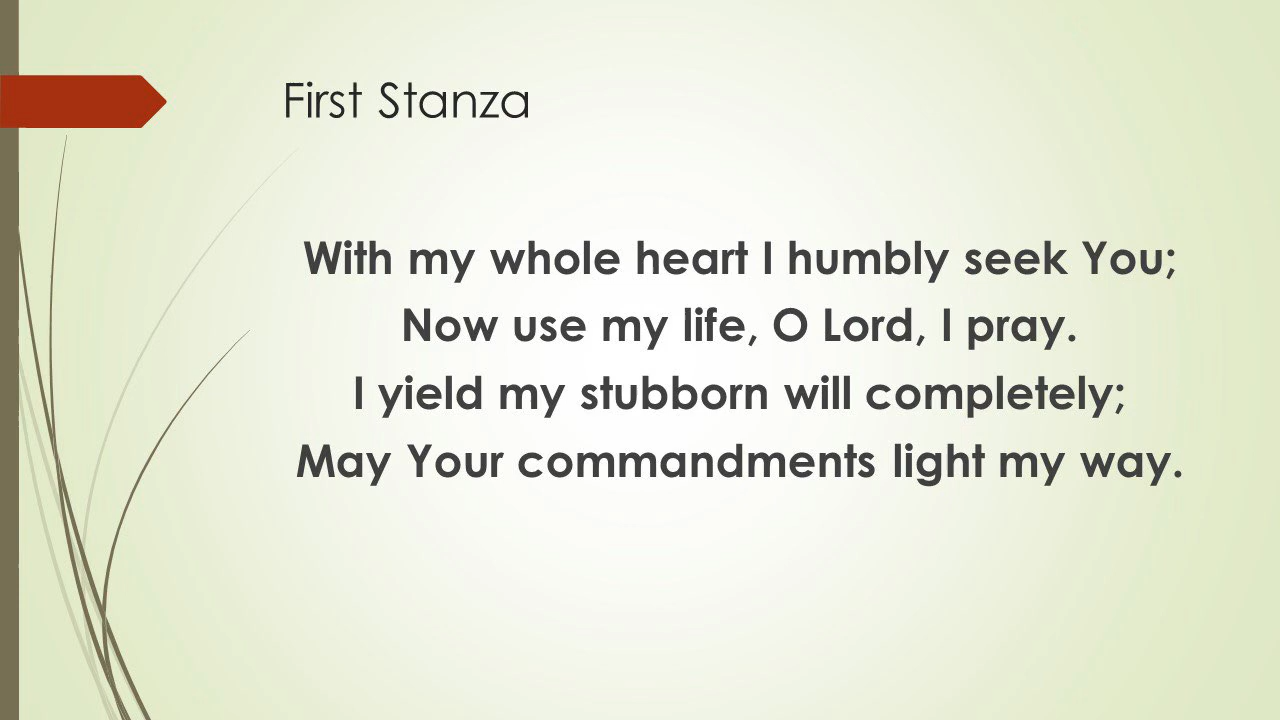 First Stanza
With my whole heart I humbly seek You;
Now use my life, O Lord, I pray.
I yield my stubborn will completely;
May Your commandments light my way.